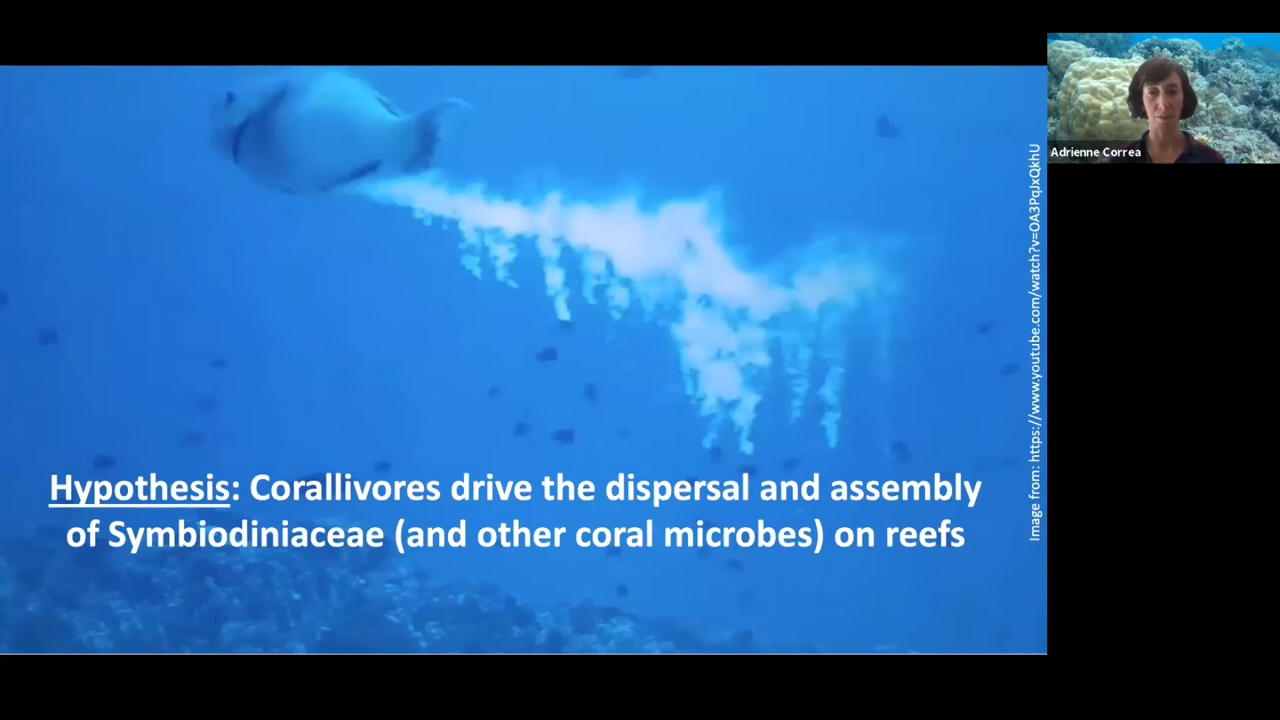 Hypothesis: Corallivores drive the dispersal and assembly
of Symbiodiniaceae (and other coral microbes) on reefs
Image from: https://www.youtube.com/watch?v=OA3PqJxQkhU
Adrienne Correa